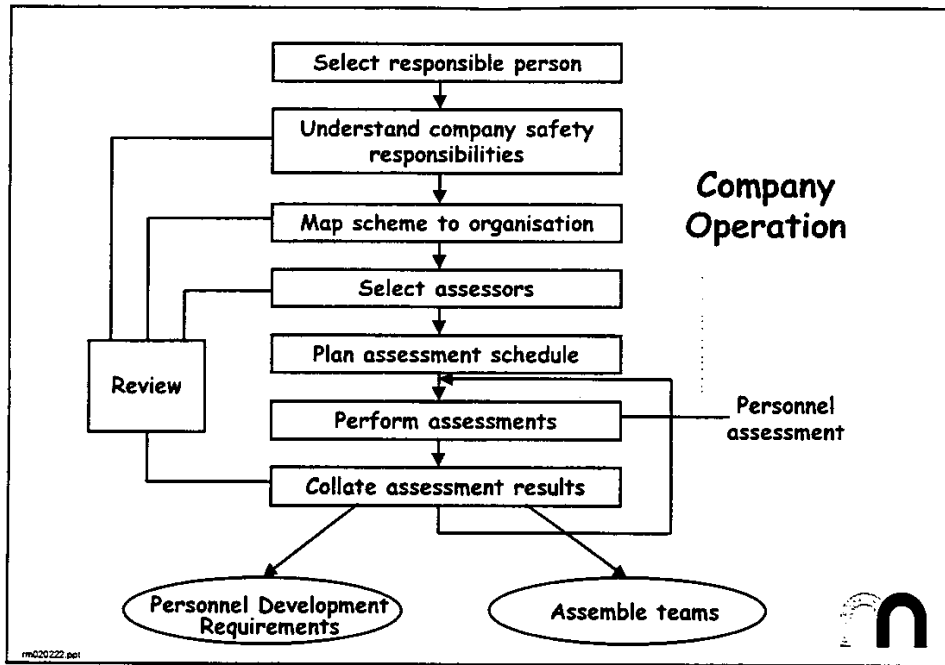 Select responsible person
Understand company safety
responsibilities
Company
Operation
Map scheme to organisation
Select assessors
Plan assessment schedule
Review
Perform assessments
Personnel
assessment
Collate assessment results
Personnel Development
Requirements
Assemble teams
rm020222.ppt